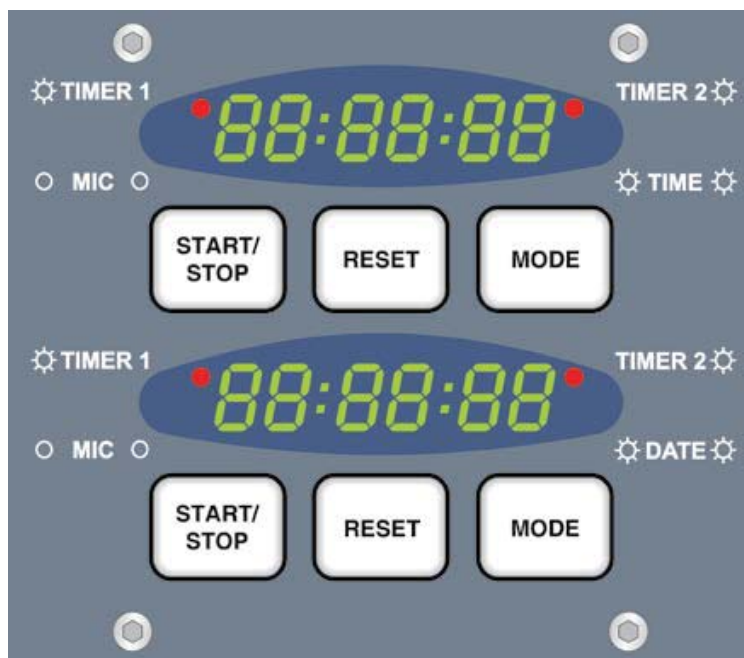 TIMER 1
88:88:88
TIMER 2
MIC
TIME
START/
STOP
RESET
MODE
TIMER 1
88:88:88
TIMER 2
MIC
DATE
START/
STOP
RESET
MODE